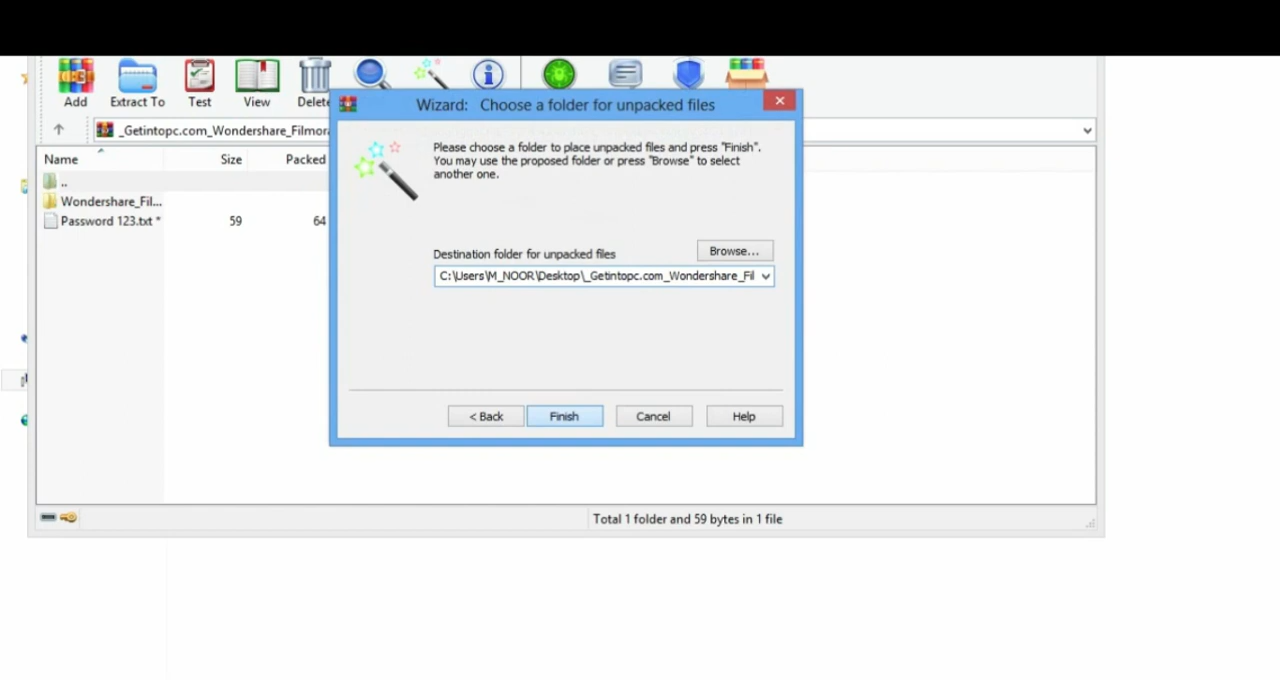 Add Extract To Test View Delete
Wizard: Choose a folder for unpacked files
_Getintopc.com_Wondershare_Filmora
Name Size Packed
..
Wondershare_Fil...
Password 123.txt * 59 64
Please choose a folder to place unpacked files and press "Finish".
You may use the proposed folder or press "Browse" to select
another one.
Destination folder for unpacked files Browse...
C:\Users\M_NOOR\Desktop\_Getintopc.com_Wondershare_Fil
< Back Finish Cancel Help
Total 1 folder and 59 bytes in 1 file